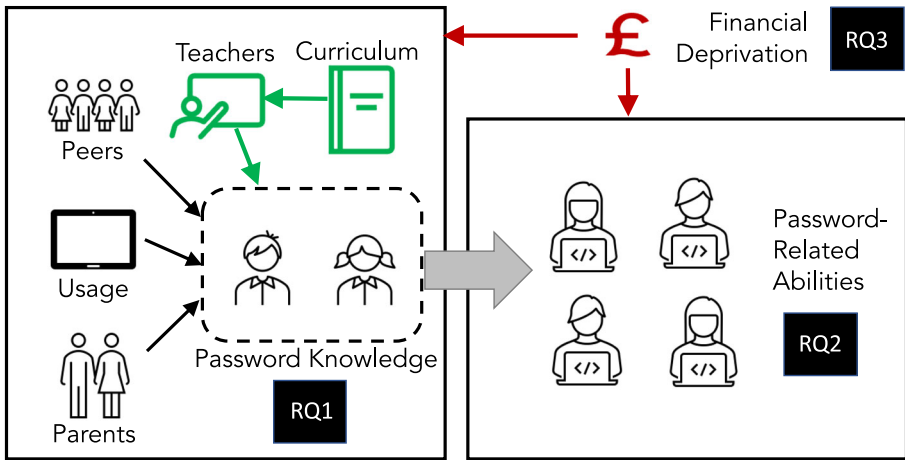 Teachers
Curriculum
Peers
Usage
Parents
Password Knowledge
RQ1
£
Financial
Deprivation
RQ3
</>
</>
</>
</>
Password-
Related
Abilities
RQ2